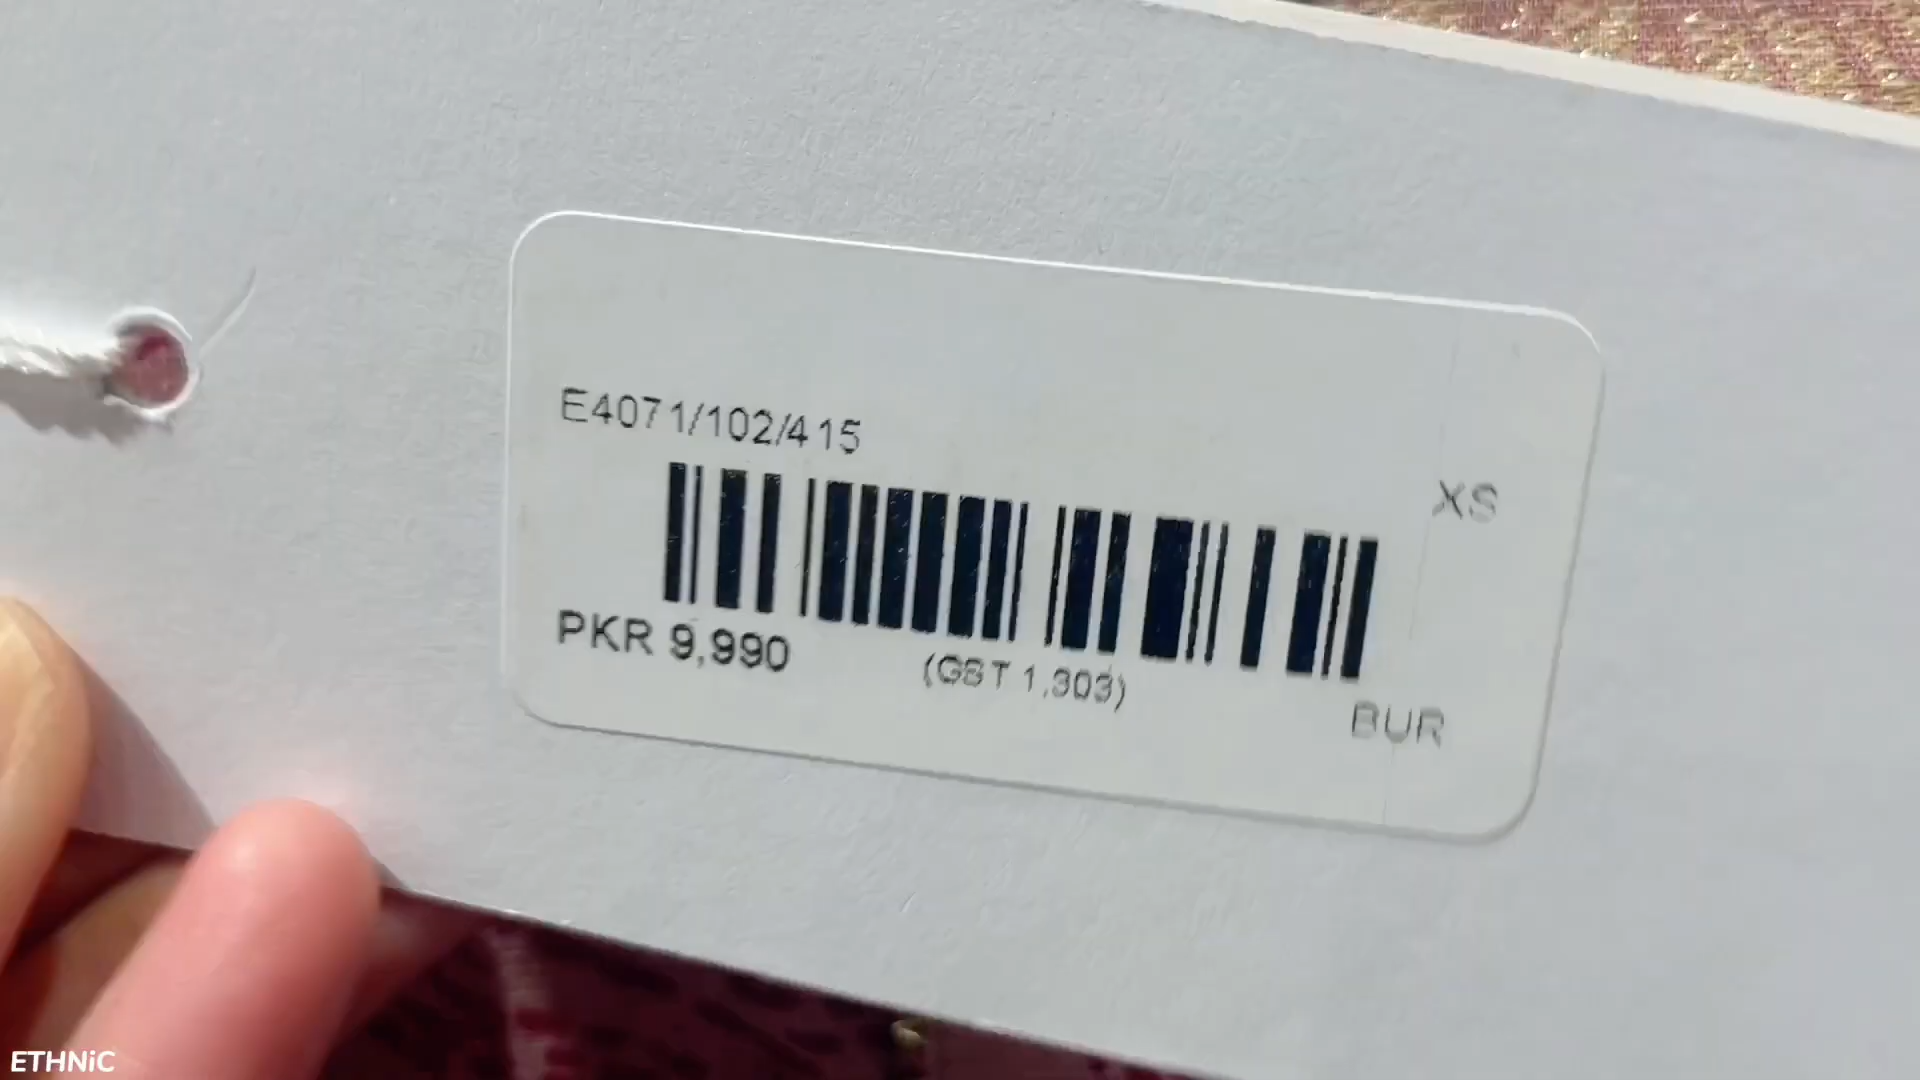 E4071/102/415
XS
PKR 9,990
(GST 1,303)
BUR
ETHNiC